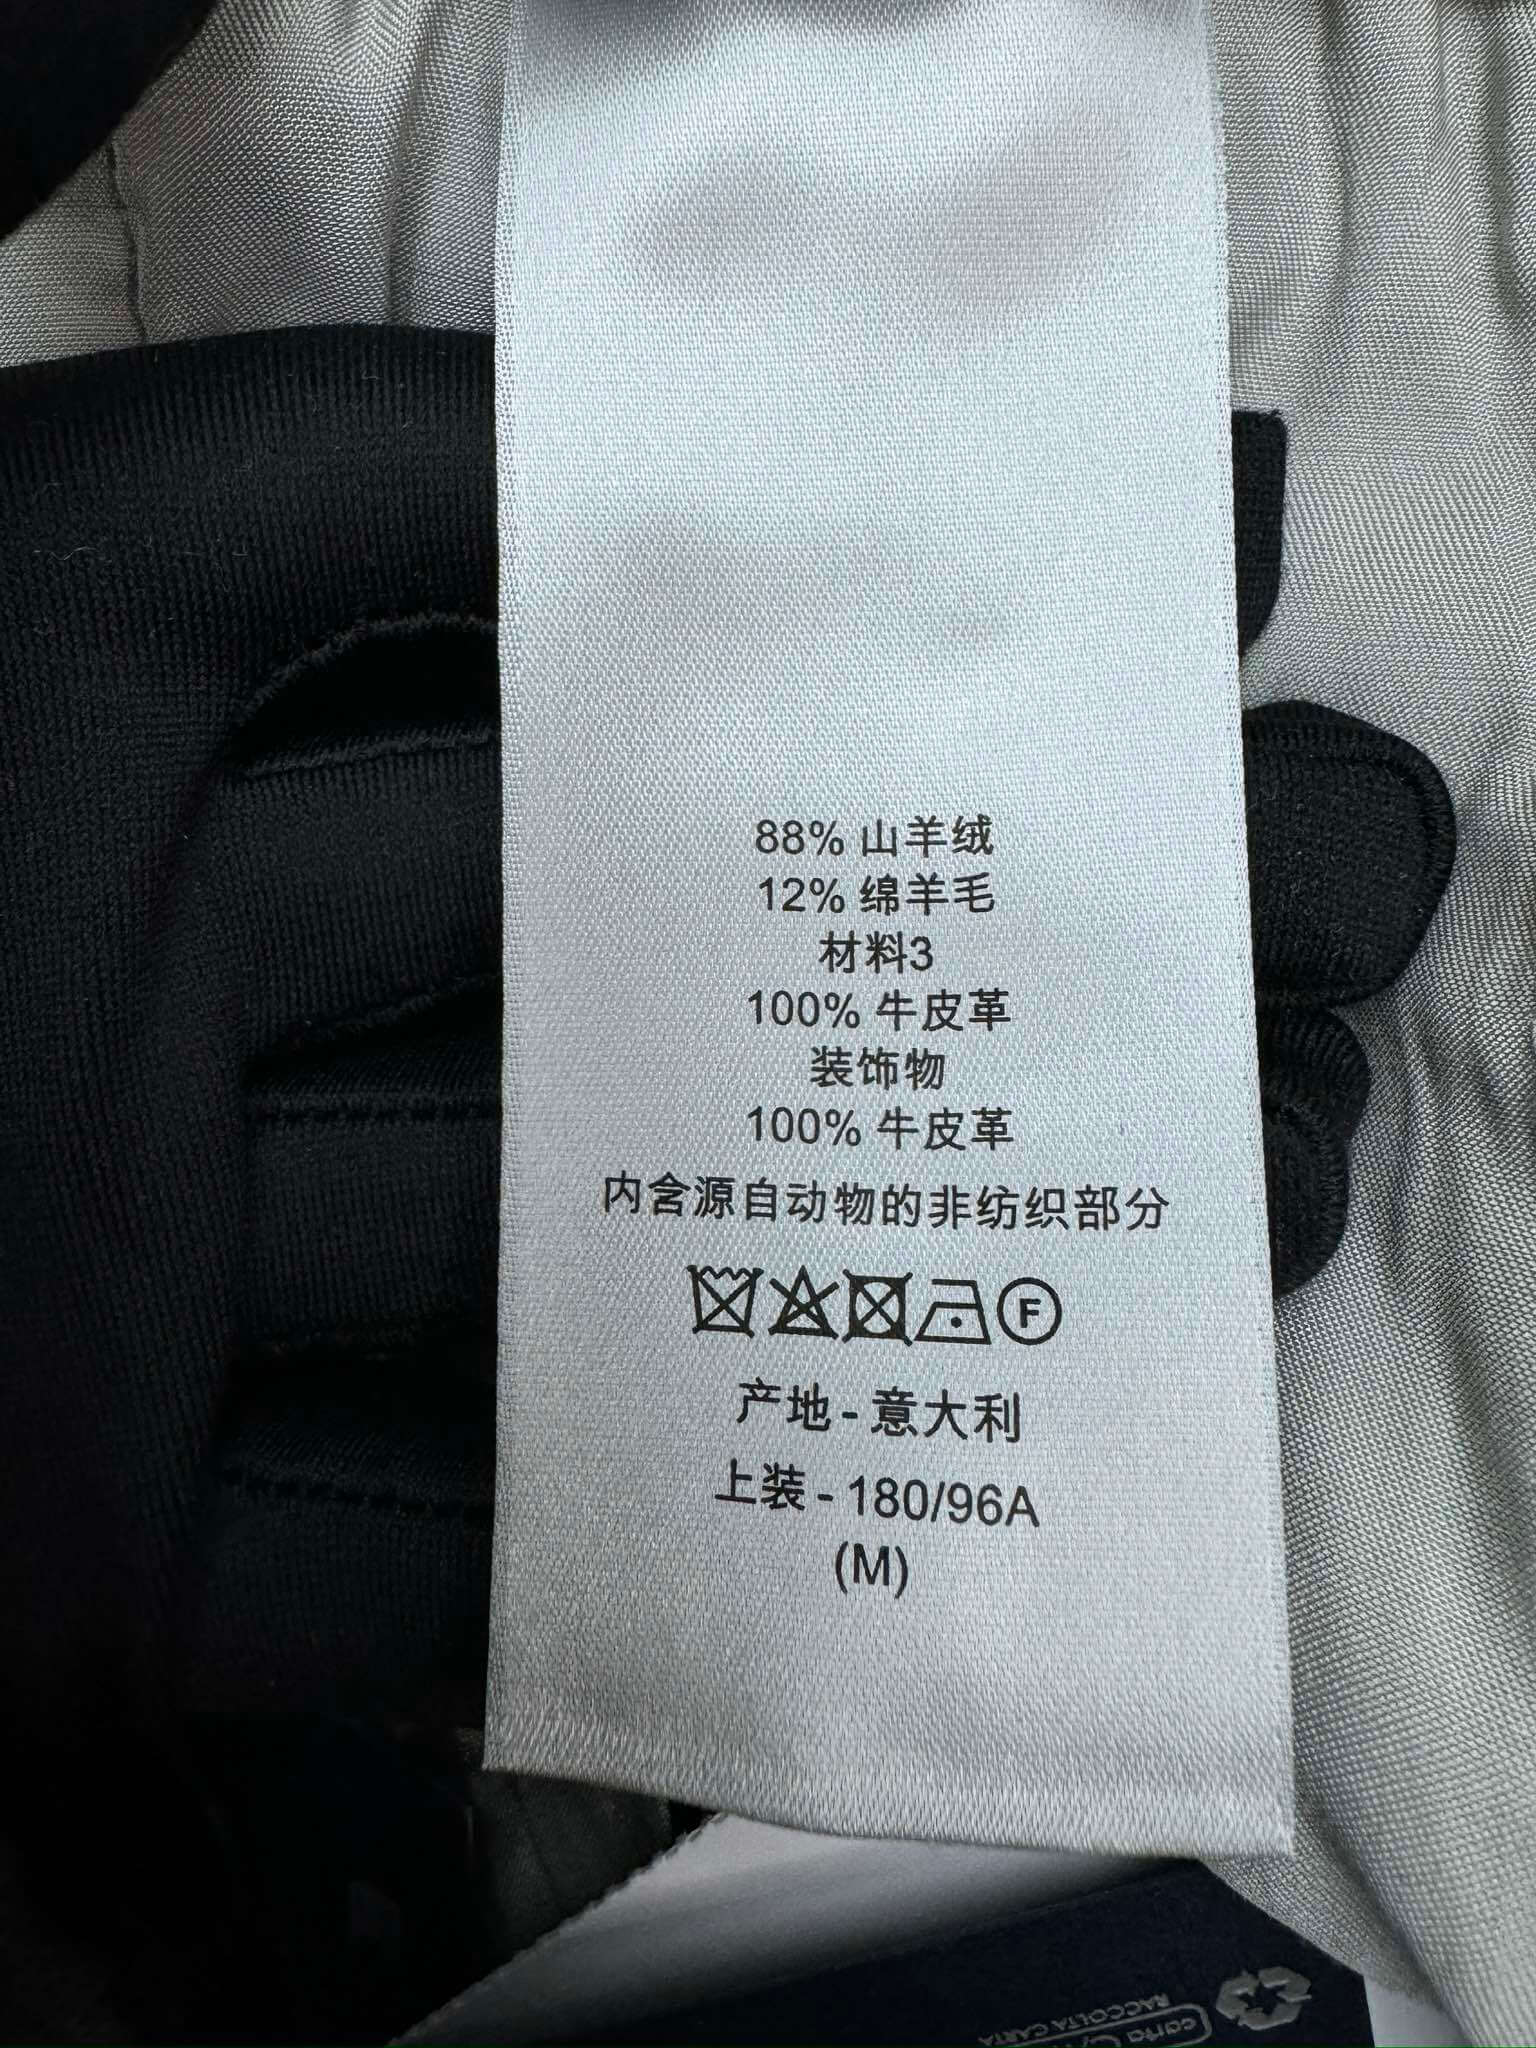 88% 山羊绒
12% 绵羊毛
材料3
100% 牛皮革
装饰物
100% 牛皮革
内含源自动物的非纺织部分
F
产地 - 意大利
上装 - 180/96A
(M)
carta
RACCOLTA CARTA